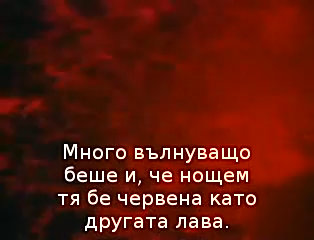 Много вълнуващо
беше и, че нощем
тя бе червена като
другата лава.